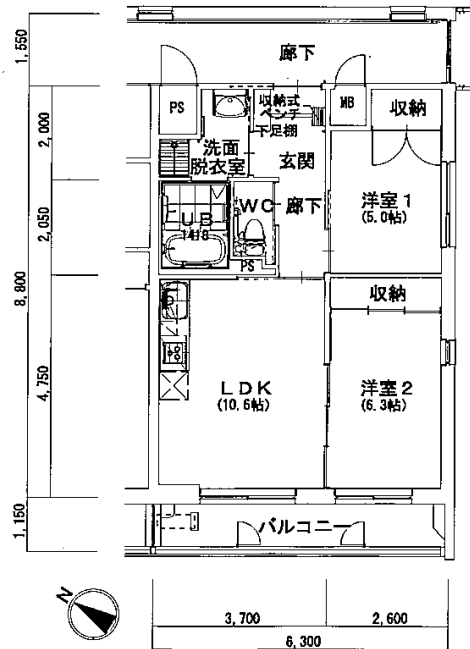 1,550
廊下
PS
収納式
ベンチ
下足棚
MB
収納
2,000
洗面
脱衣室
玄関
WC
廊下
洋室1
(5.0帖)
UB
1418
2,050
PS
収納
8,800
4,750
LDK
(10.6帖)
洋室2
(6.3帖)
1,150
バルコニー
N
3,700
2,600
6,300